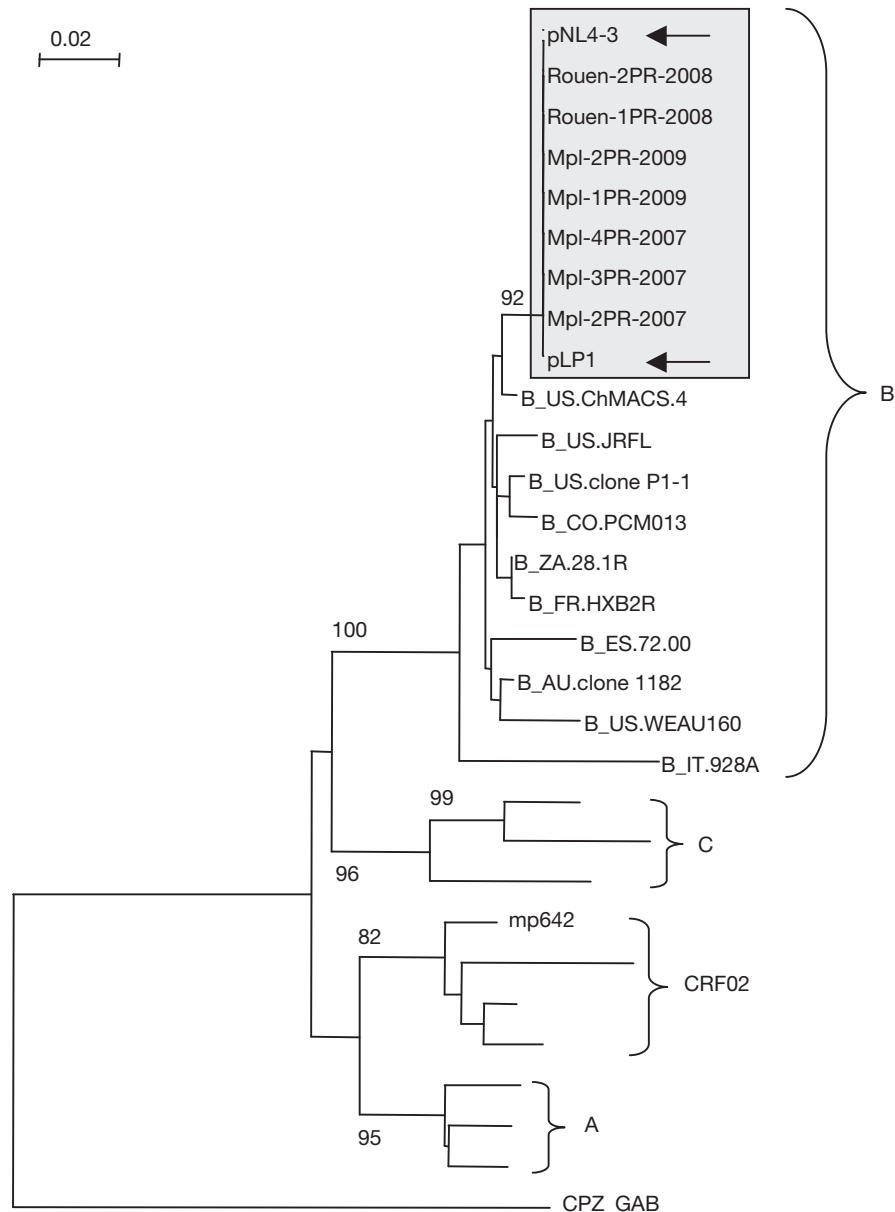 0.02
pNL4-3
Rouen-2PR-2008
Rouen-1PR-2008
Mpl-2PR-2009
Mpl-1PR-2009
Mpl-4PR-2007
Mpl-3PR-2007
92
Mpl-2PR-2007
pLP1
B
B_US.ChMACS.4
B_US.JRFL
B_US.clone P1-1
B_CO.PCM013
B_ZA.28.1R
B_FR.HXB2R
100
B_ES.72.00
B_AU.clone 1182
B_US.WEAU160
B_IT.928A
99
C
96
mp642
82
CRF02
A
95
CPZ GAB